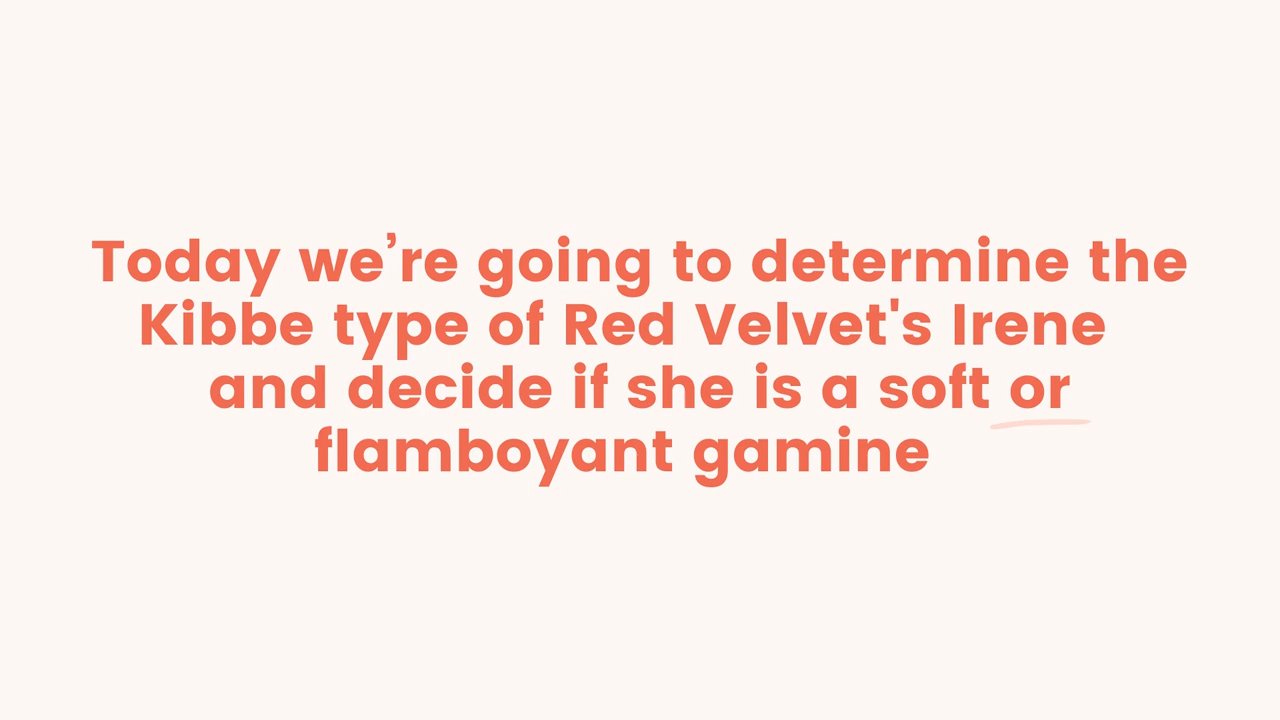 Today we’re going to determine the
Kibbe type of Red Velvet's Irene
and decide if she is a soft or
flamboyant gamine